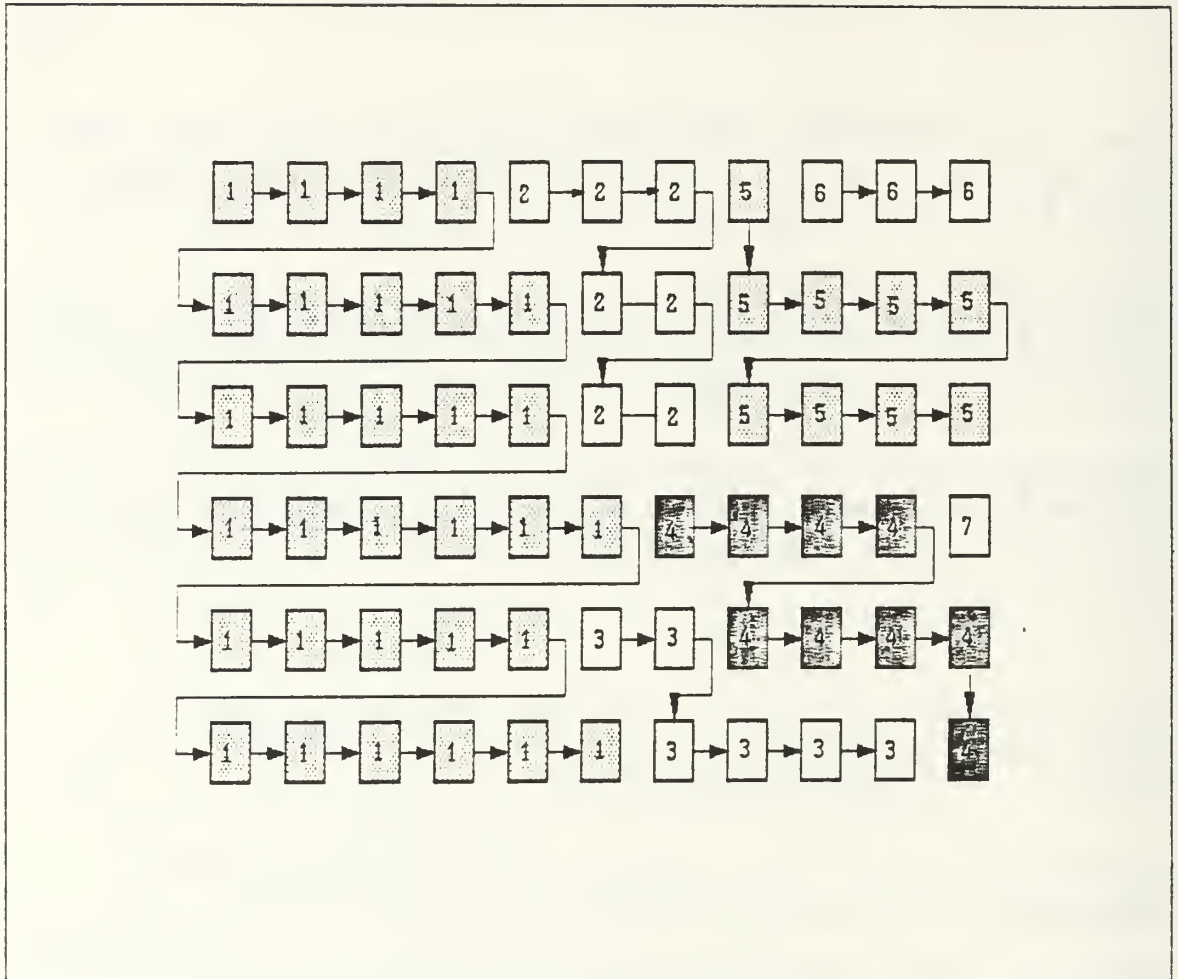 1 1 1 1 2 2 2 5 6 6 6
1 1 1 1 1 2 2 5 5 5 5
1 1 1 1 1 2 2 5 5 5 5
1 1 1 1 1 1 4 4 4 4 7
1 1 1 1 1 3 3 4 4 4 4
1 1 1 1 1 1 3 3 3 3 4